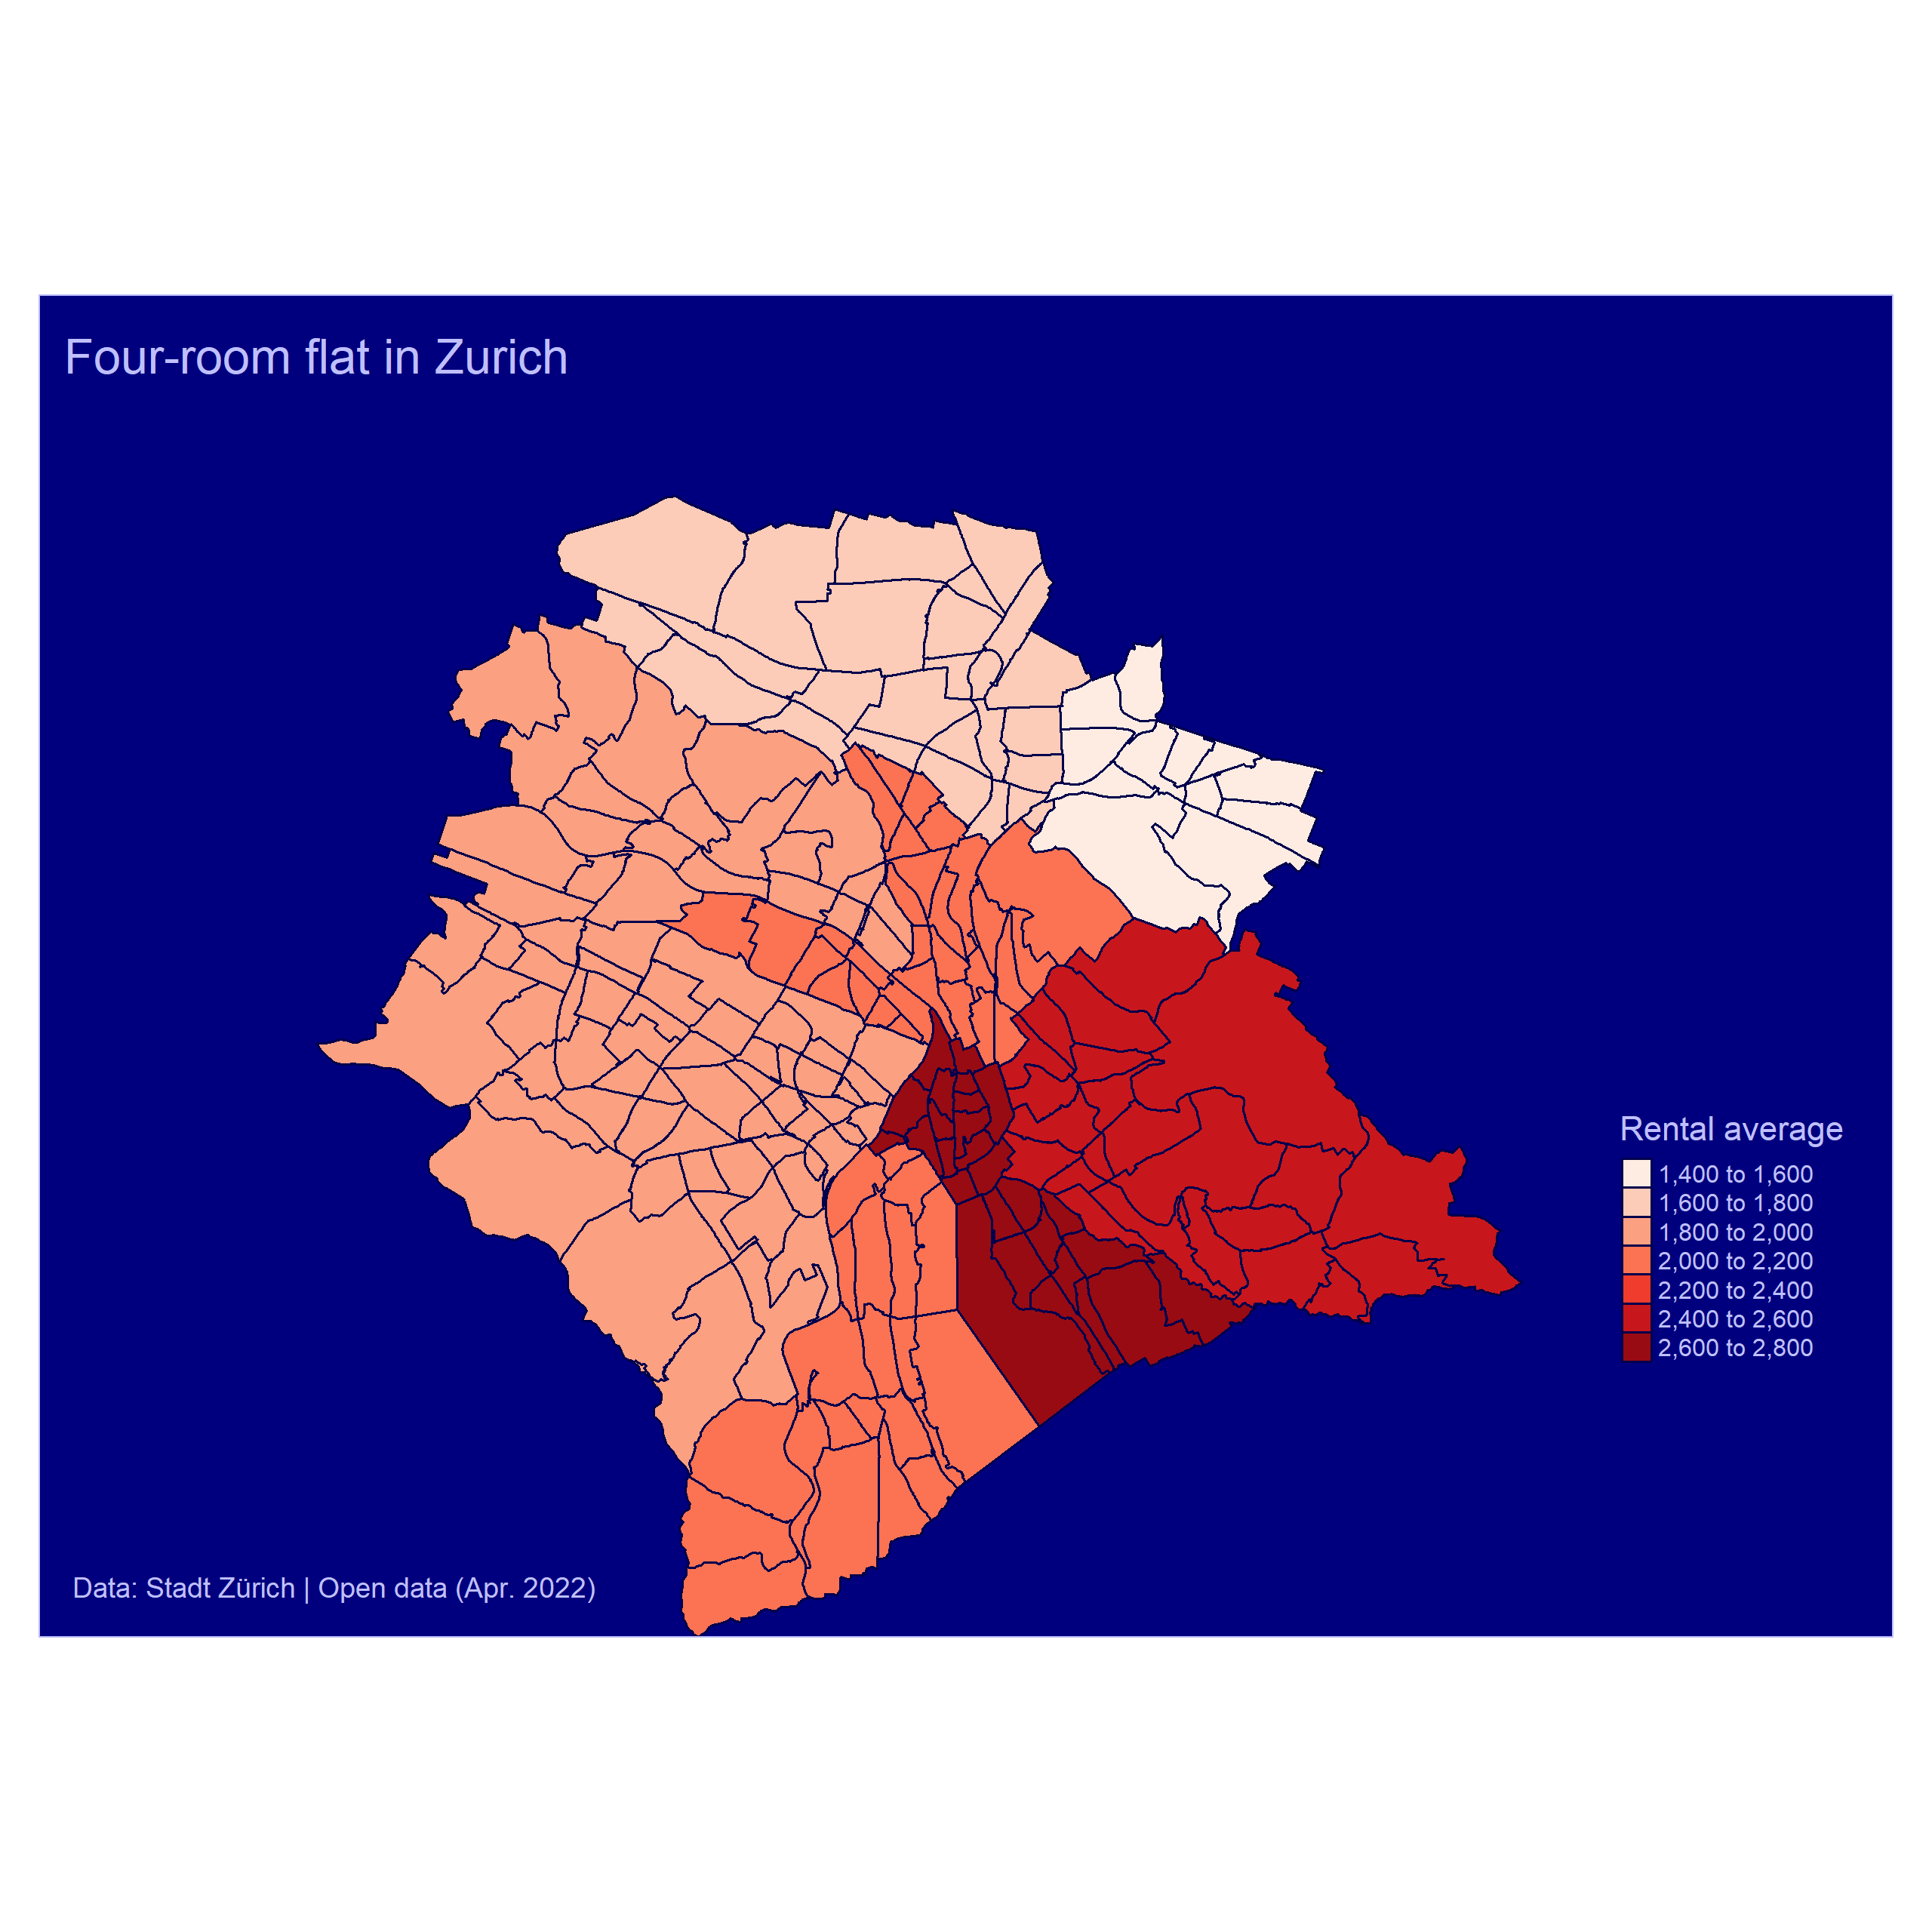 Four-room flat in Zurich
Rental average
1,400 to 1,600
1,600 to 1,800
1,800 to 2,000
2,000 to 2,200
2,200 to 2,400
2,400 to 2,600
2,600 to 2,800
Data: Stadt Zürich | Open data (Apr. 2022)